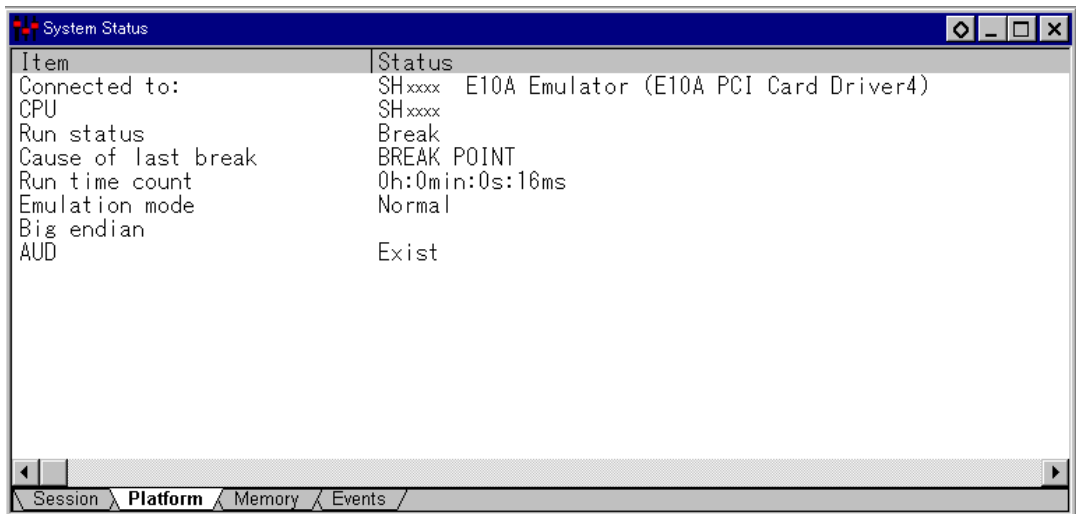 System Status
Item Status
Connected to: SHxxxx E10A Emulator (E10A PCI Card Driver4)
CPU SHxxxx
Run status Break
Cause of last break BREAK POINT
Run time count 0h:0min:0s:16ms
Emulation mode Normal
Big endian
AUD Exist
Session Platform Memory Events